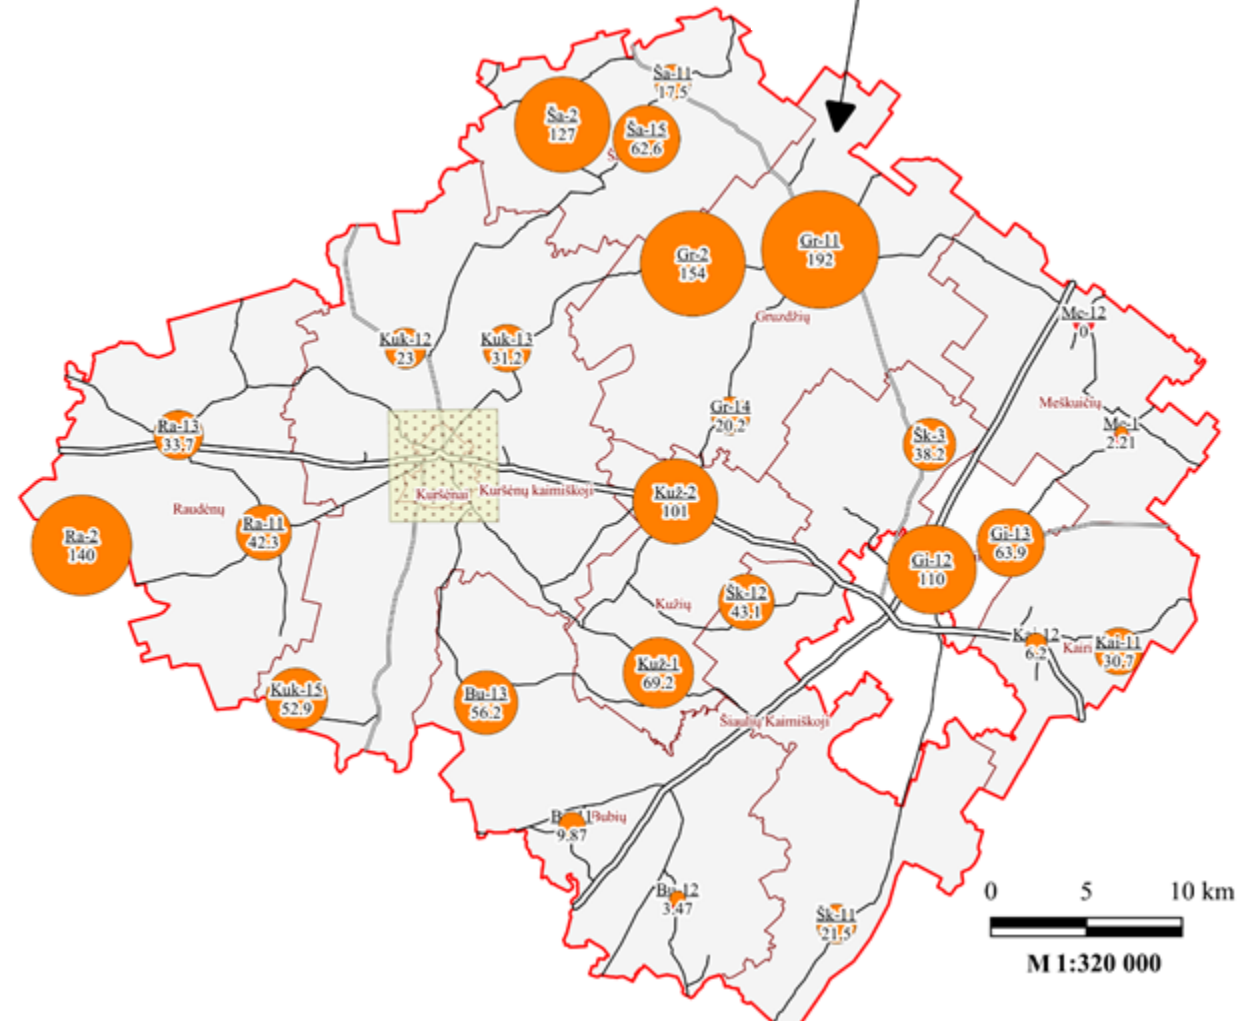 Ša-11
17.5
Ša-2
127
Ša-15
62.6
Gr-11
192
Gr-2
154
Gruzdžių
Me-12
0
Kuk-12
23
Kuk-13
31.2
Meškuičių
Gr-14
20.2
Me-1
2.21
Ra-13
33.7
Šk-3
38.2
Kuršėnai
Kuršėnų kaimiškoji
Kuž-2
101
Raudėnų
Ra-11
42.3
Ra-2
140
Gi-13
63.9
Gi-12
110
Šk-12
43.1
Kužių
Kai-12
6.2
Kairi
Kai-11
30.7
Kuž-1
69.2
Kuk-15
52.9
Bu-13
56.2
Šiaulių Kaimiškoji
Bubių
9.87
Bu-12
3.47
Šk-11
21.5
0 5 10 km
M 1:320 000